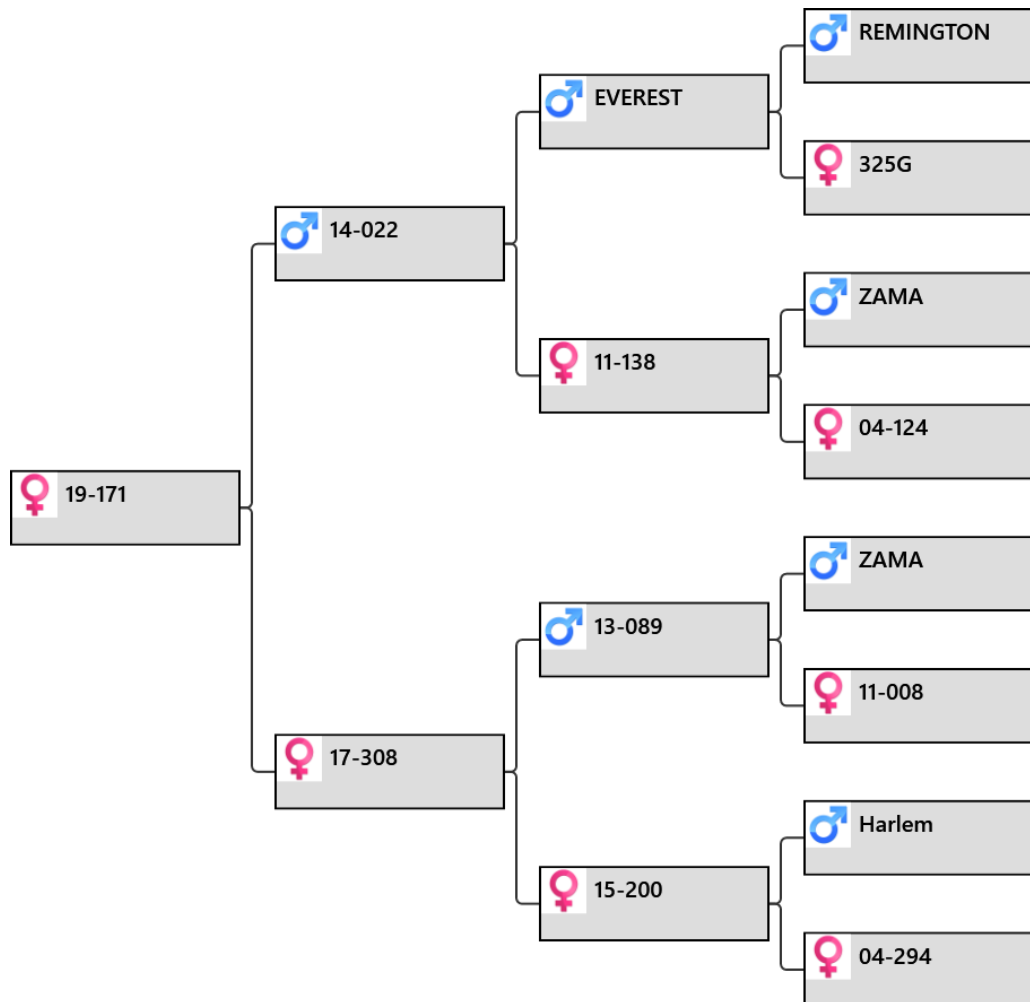 REMINGTON
EVEREST
325G
14-022
ZAMA
11-138
04-124
19-171
ZAMA
13-089
11-008
17-308
Harlem
15-200
04-294